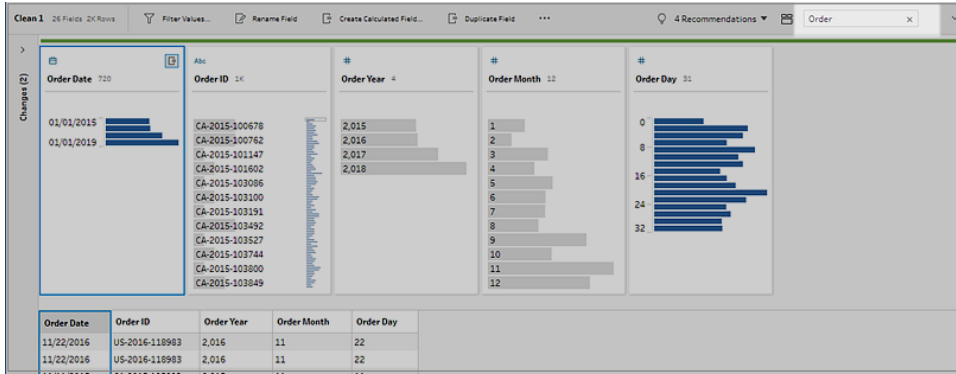 Clean 1 26 Fields 2K Rows Filter Values... Rename Field Create Calculated Field... Duplicate Field ... 4 Recommendations Order
Changes (2)
Abc # # #
Order Date 720 Order ID 1K Order Year 4 Order Month 12 Order Day 31
01/01/2015
01/01/2019
CA-2015-100678
CA-2015-100762
CA-2015-101147
CA-2015-101602
CA-2015-103086
CA-2015-103100
CA-2015-103191
CA-2015-103492
CA-2015-103527
CA-2015-103744
CA-2015-103800
CA-2015-103849
2,015
2,016
2,017
2,018
1
2
3
4
5
6
7
8
9
10
11
12
0
8
16
24
32
Order Date Order ID Order Year Order Month Order Day
11/22/2016 US-2016-118983 2,016 11 22
11/22/2016 US-2016-118983 2,016 11 22